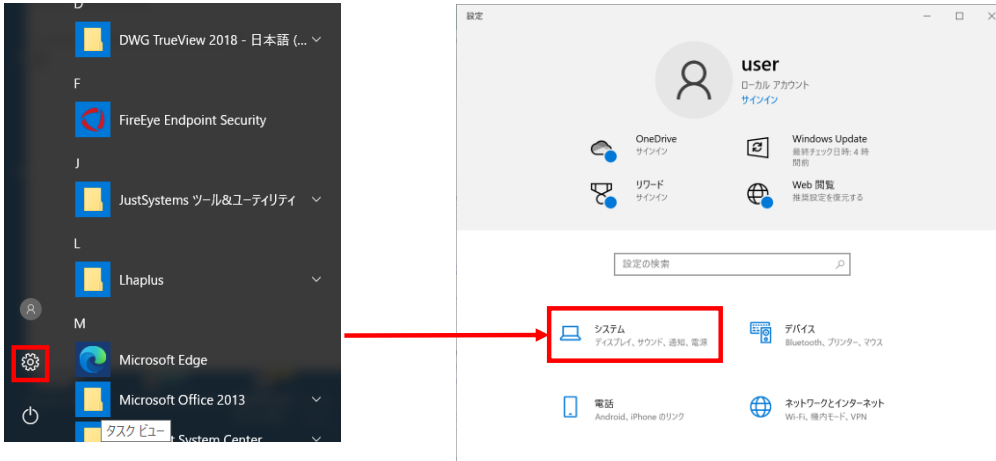 D
DWG TrueView 2018 - 日本語 (...
F
FireEye Endpoint Security
J
JustSystems ツール&ユーティリティ
L
Lhaplus
M
Microsoft Edge
Microsoft Office 2013
タスク ビュー
t System Center
設定
user
ローカル アカウント
サインイン
OneDrive
サインイン
Windows Update
最終チェック日時: 4 時
間前
リワード
サインイン
Web 閲覧
推奨設定を復元する
設定の検索
システム
ディスプレイ、サウンド、通知、電源
デバイス
Bluetooth、プリンター、マウス
電話
Android、iPhone のリンク
ネットワークとインターネット
Wi-Fi、機内モード、VPN